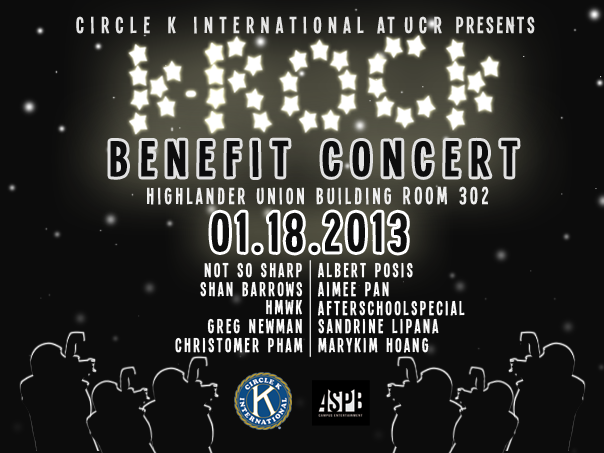 CIRCLE K INTERNATIONAL AT UCR PRESENTS
K-ROCK
BENEFIT CONCERT
HIGHLANDER UNION BUILDING ROOM 302
01.18.2013
NOT SO SHARP
SHAN BARROWS
HMWK
GREG NEWMAN
CHRISTOMER PHAM
ALBERT POSIS
AIMEE PAN
AFTERSCHOOLSPECIAL
SANDRINE LIPANA
MARYKIM HOANG
CIRCLE K
K
INTERNATIONAL
ASPB
CAMPUS ENTERTAINMENT